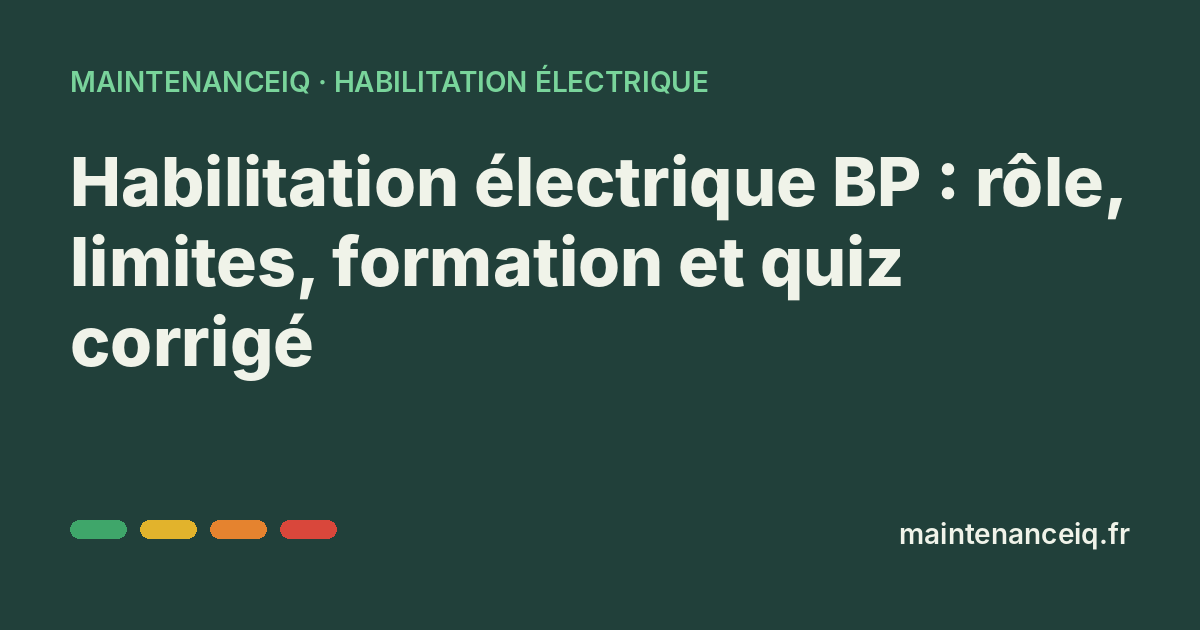 MAINTENANCEIQ · HABILITATION ÉLECTRIQUE
Habilitation électrique BP : rôle,
limites, formation et quiz
corrigé
maintenanceiq.fr